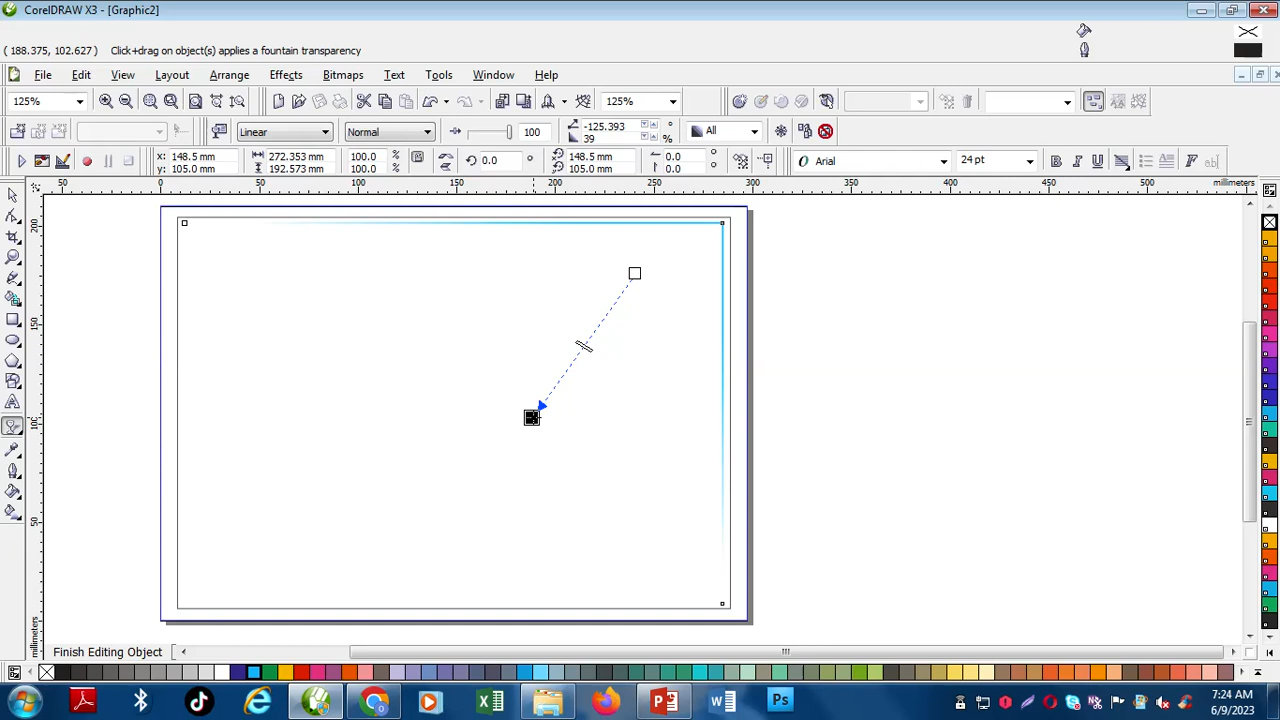 CorelDRAW X3 - [Graphic2]
( 188.375, 102.627 ) Click+drag on object(s) applies a fountain transparency
File Edit View Layout Arrange Effects Bitmaps Text Tools Window Help
125% 125%
Linear Normal 100 -125.393 ° 39 % All
x: 148.5 mm 272.353 mm 100.0 % 0.0 ° 148.5 mm 0.0 ° Arial 24 pt B I U ab
y: 105.0 mm 192.573 mm 100.0 % 105.0 mm 0.0 °
50 0 50 100 150 200 250 300 350 400 450 500 millimeters
200
150
100
50
millimeters
Finish Editing Object
W Ps
7:24 AM
6/9/2023